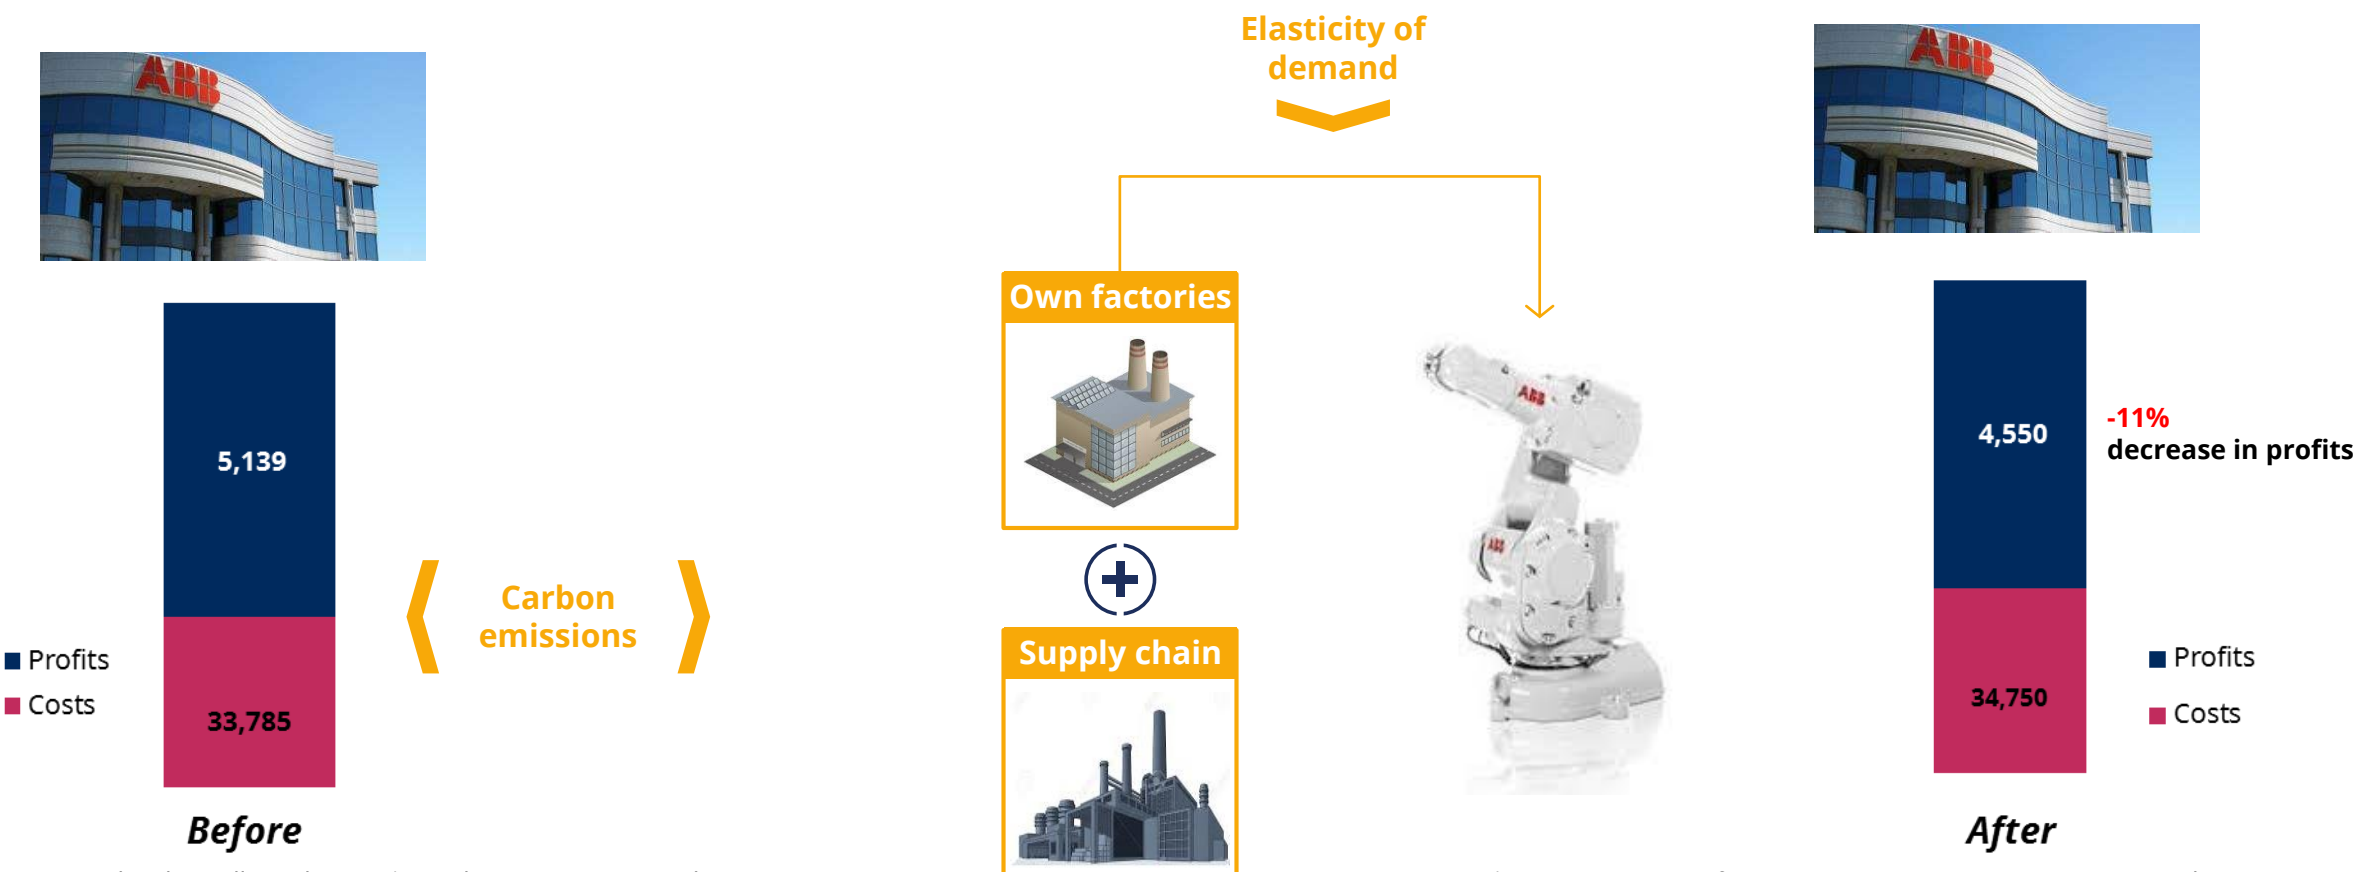 Elasticity of
demand
ABB
ABB
Own factories
ABB
ABB
5,139
4,550
-11%
decrease in profits
Carbon
emissions
Supply chain
Profits
Costs
33,785
34,750
Profits
Costs
Before
After